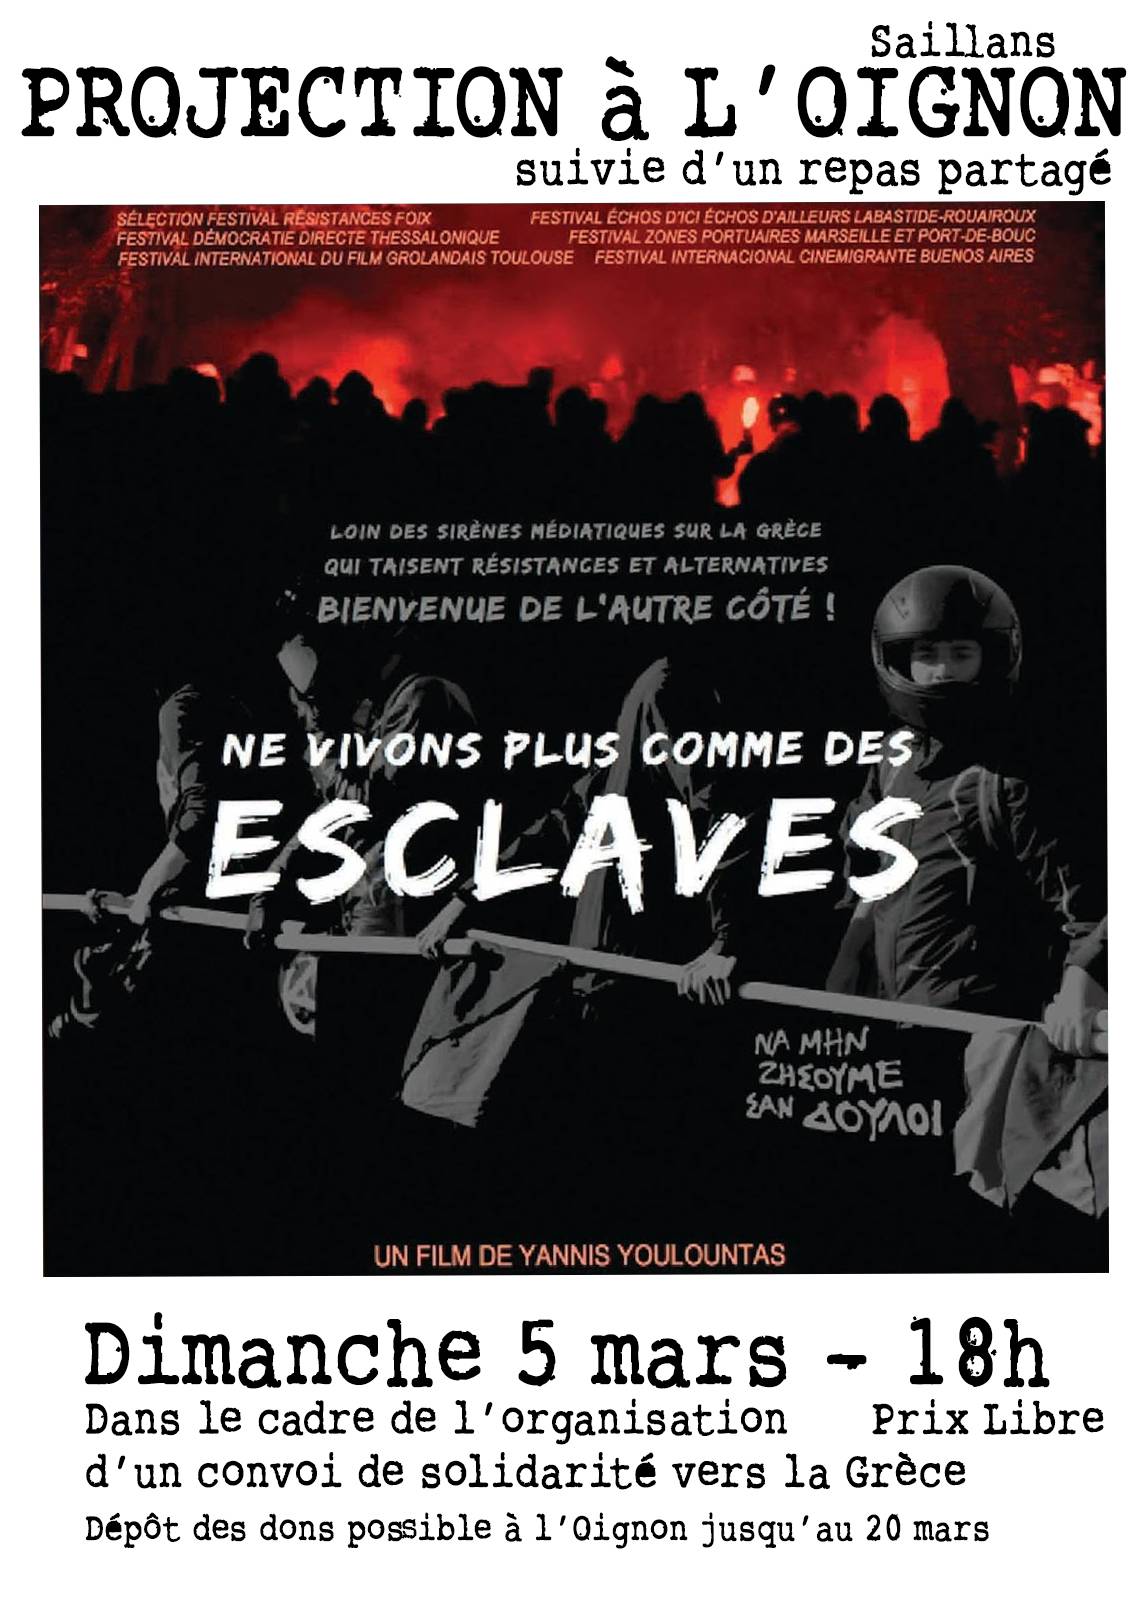 Saillans
PROJECTION à L'OIGNON
suivie d'un repas partagé
SÉLECTION FESTIVAL RÉSISTANCES FOIX
FESTIVAL ÉCHOS D'ICI ÉCHOS D'AILLEURS LABASTIDE-ROUAIROUX
FESTIVAL DÉMOCRATIE DIRECTE THESSALONIQUE
FESTIVAL ZONES PORTUAIRES MARSEILLE ET PORT-DE-BOUC
FESTIVAL INTERNATIONAL DU FILM GROLANDAIS TOULOUSE
FESTIVAL INTERNACIONAL CINEMIGRANTE BUENOS AIRES
LOIN DES SIRÈNES MÉDIATIQUES SUR LA GRÈCE
QUI TAISENT RÉSISTANCES ET ALTERNATIVES
BIENVENUE DE L'AUTRE CÔTÉ !
NE VIVONS PLUS COMME DES
ESCLAVES
ΝΑ ΜΗΝ
ΖΗΣΟΥΜΕ
ΣΑΝ ΔΟΥΛΟΙ
UN FILM DE YANNIS YOULOUNTAS
Dimanche 5 mars - 18h
Dans le cadre de l'organisation
Prix Libre
d'un convoi de solidarité vers la Grèce
Dépôt des dons possible à l'Oignon jusqu'au 20 mars